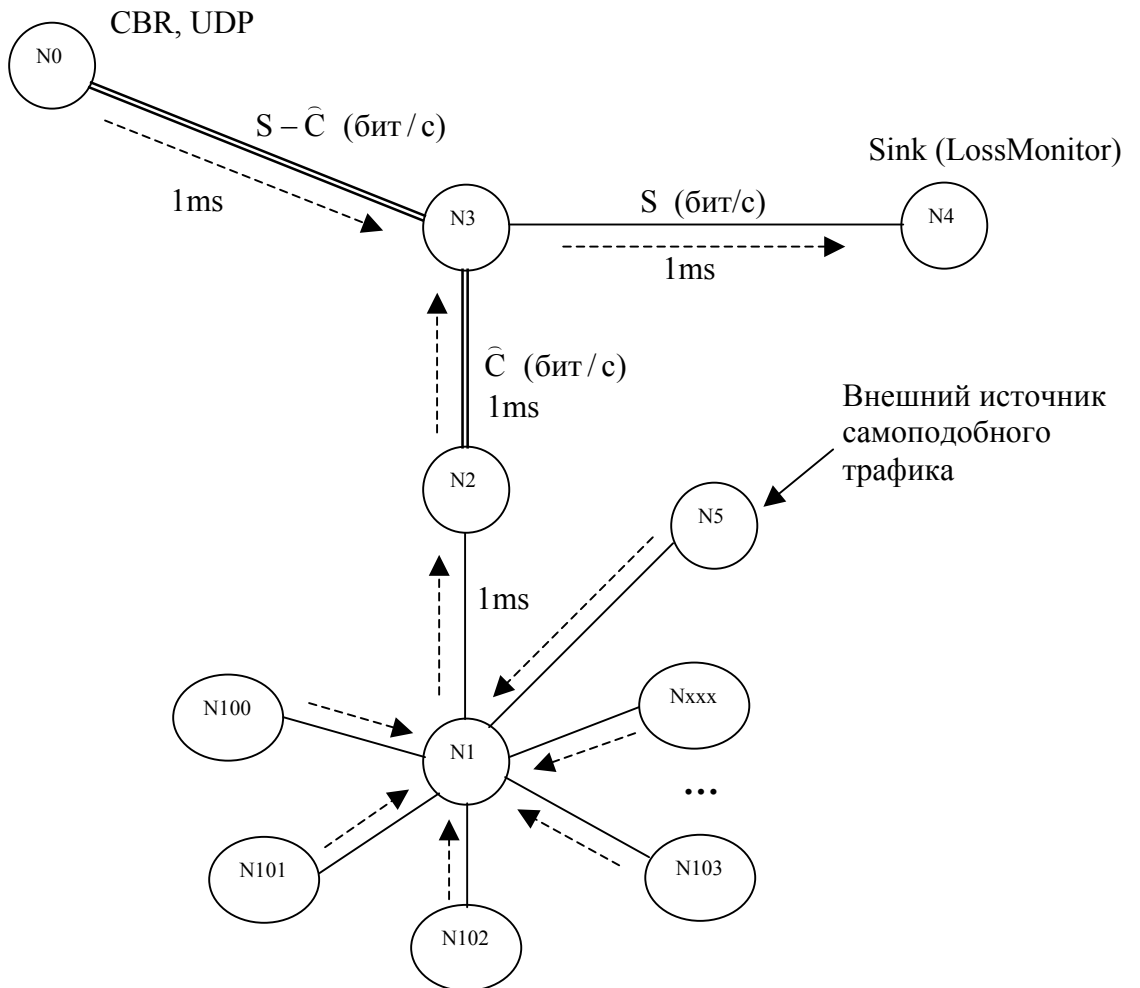 CBR, UDP
N0
S – Ĉ (бит / с)
1ms
Sink (LossMonitor)
N3
S (бит/с)
N4
1ms
Ĉ (бит / с)
1ms
Внешний источник
самоподобного
трафика
N2
N5
1ms
N100
Nxxx
N1
...
N101
N103
N102